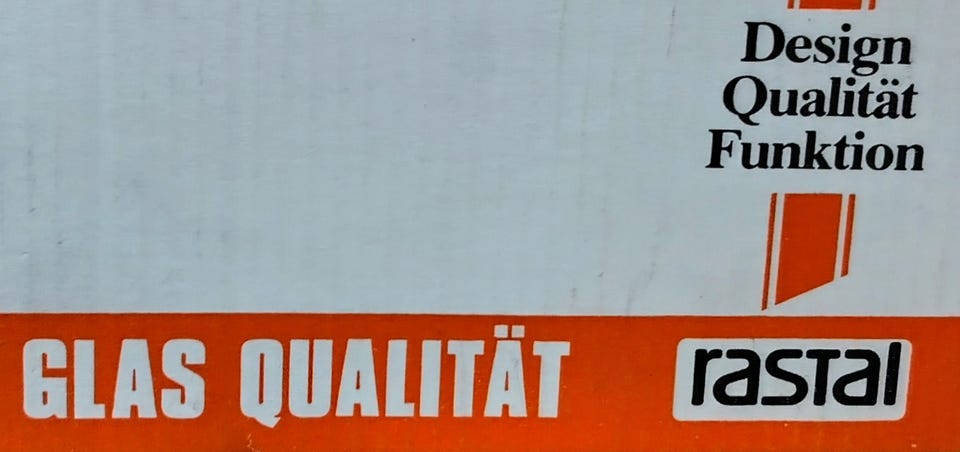 Design
Qualität
Funktion
GLAS QUALITÄT
rastal